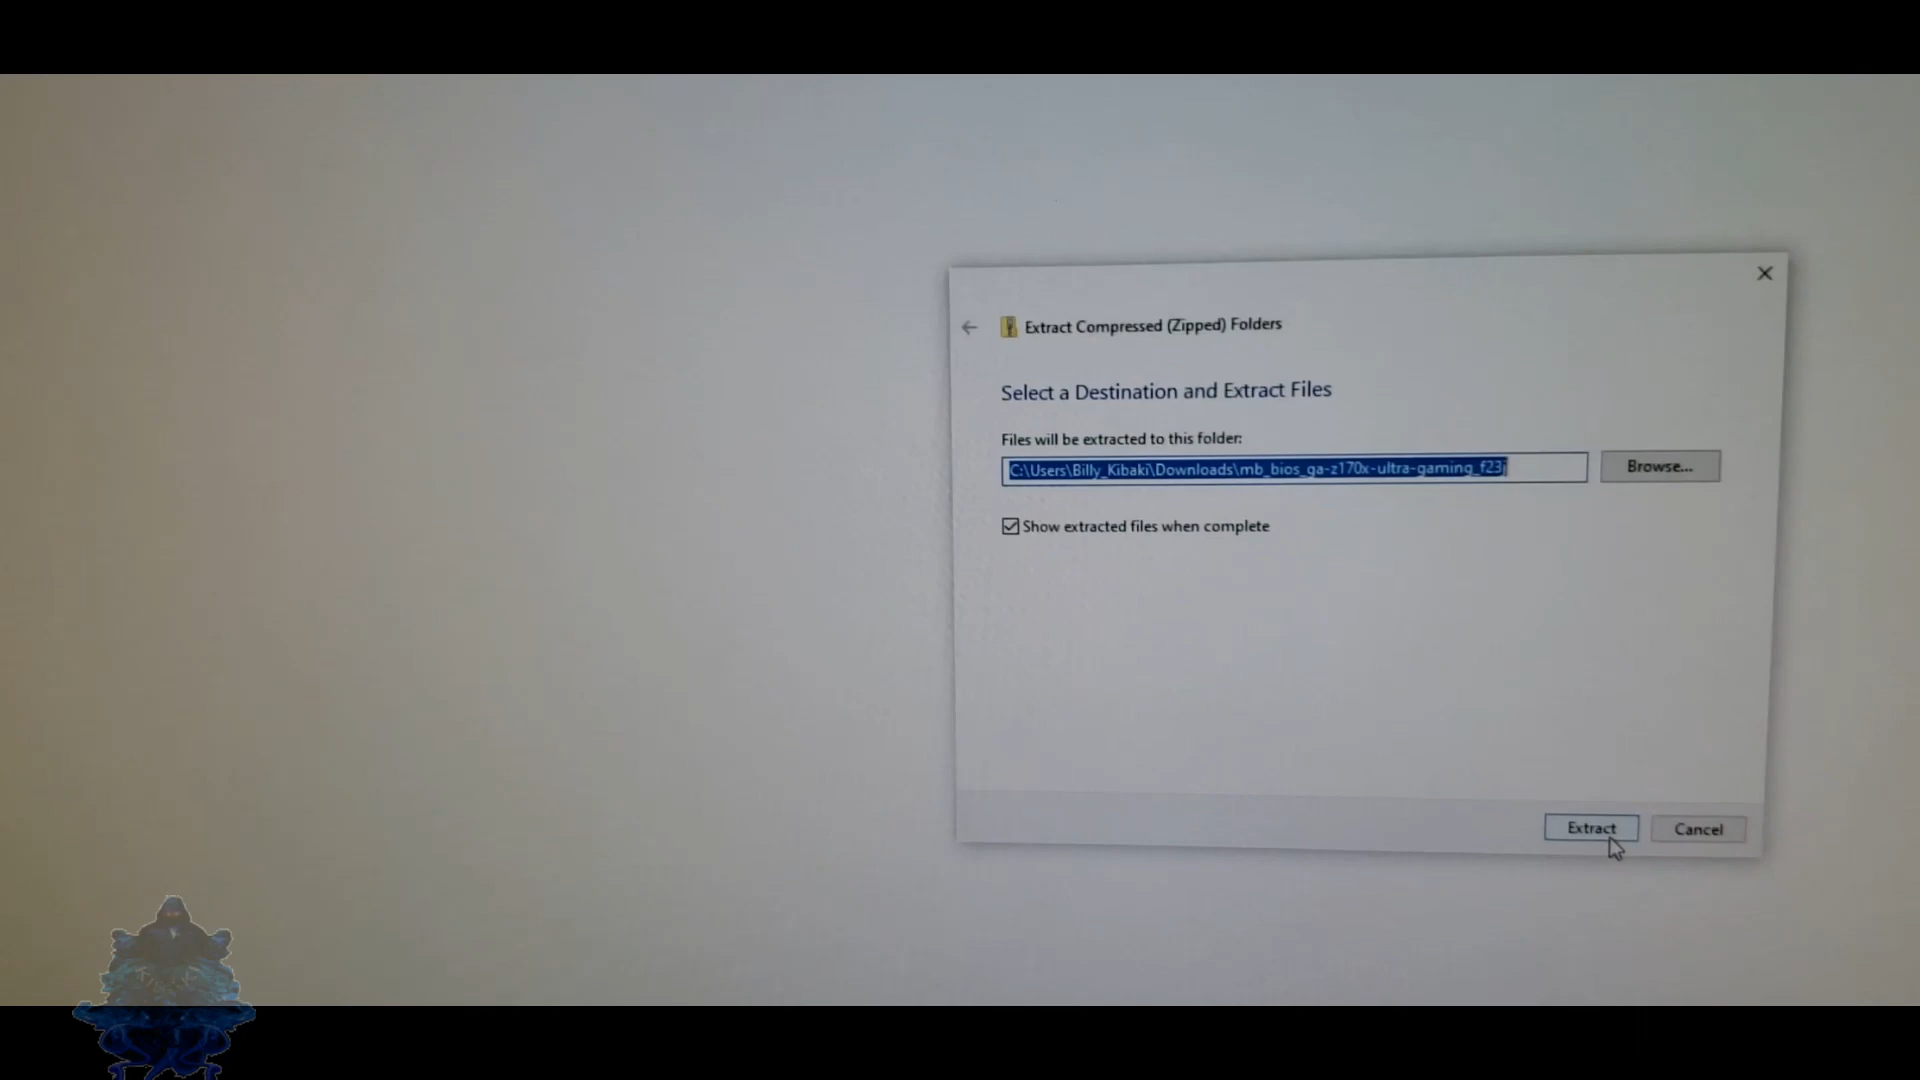 Extract Compressed (Zipped) Folders
Select a Destination and Extract Files
Files will be extracted to this folder:
C:\Users\Billy_Kibaki\Downloads\mb_bios_ga-z170x-ultra-gaming_f23j
Browse...
Show extracted files when complete
Extract
Cancel